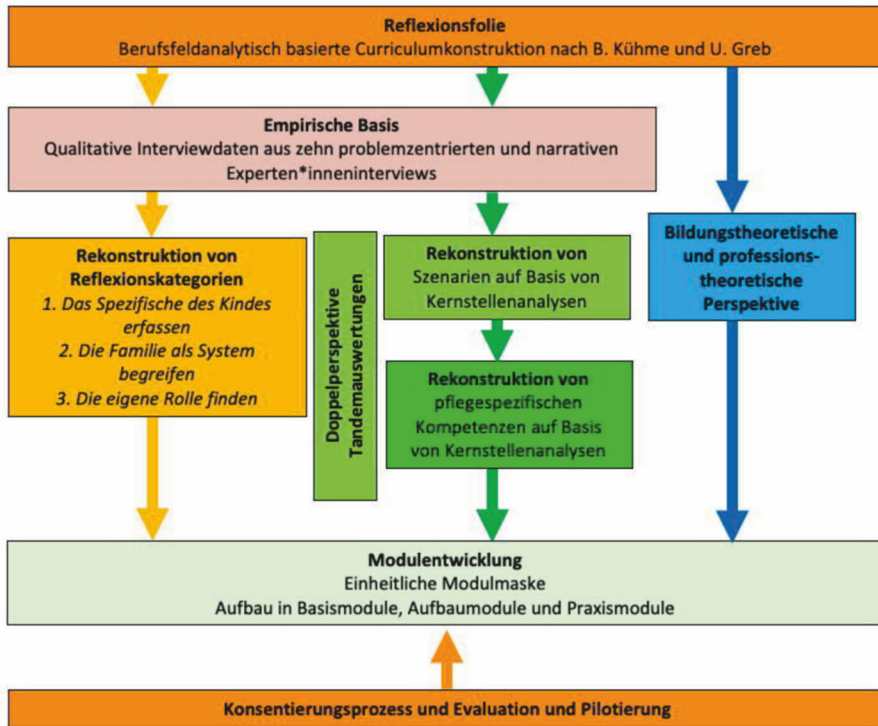 Reflexionsfolie
Berufsfeldanalytisch basierte Curriculumkonstruktion nach B. Kühme und U. Greb
Empirische Basis
Qualitative Interviewdaten aus zehn problemzentrierten und narrativen
Experten*inneninterviews
Rekonstruktion von
Reflexionskategorien
1. Das Spezifische des Kindes
erfassen
2. Die Familie als System
begreifen
3. Die eigene Rolle finden
Doppelperspektive
Tandemauswertungen
Rekonstruktion von
Szenarien auf Basis von
Kernstellenanalysen
Rekonstruktion von
pflegespezifischen
Kompetenzen auf Basis
von Kernstellenanalysen
Bildungstheoretische
und professions-
theoretische
Perspektive
Modulentwicklung
Einheitliche Modulmaske
Aufbau in Basismodule, Aufbaumodule und Praxismodule
Konsentierungsprozess und Evaluation und Pilotierung